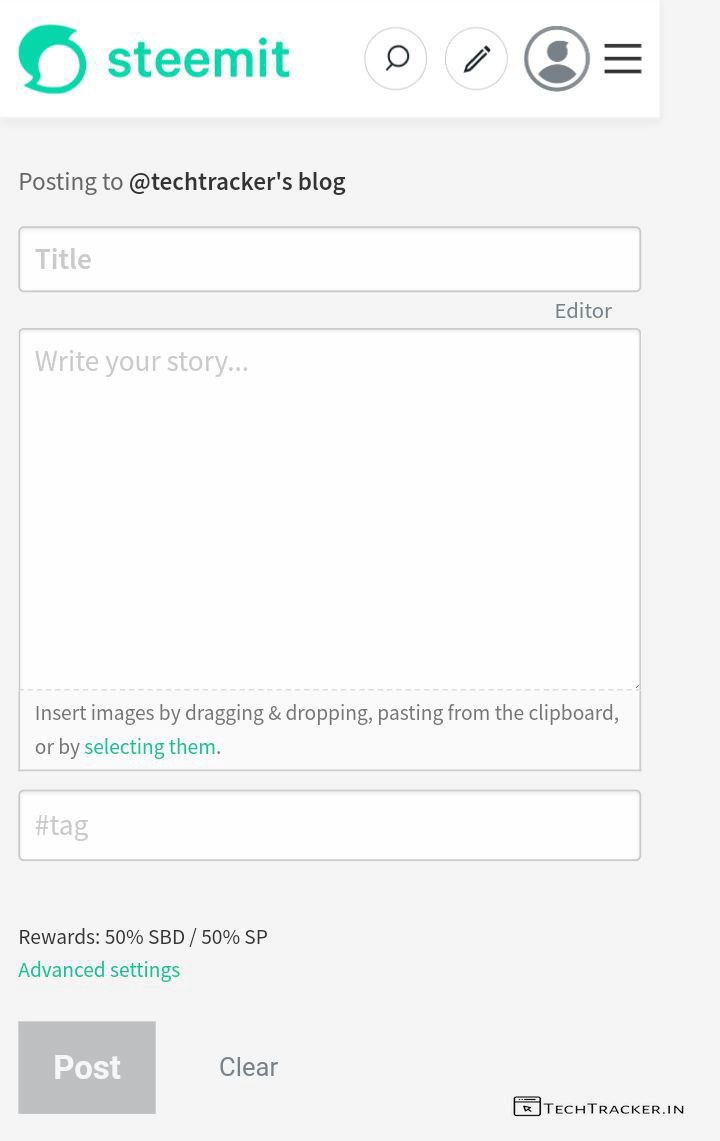 steemit
Posting to @techtracker's blog
Title
Editor
Write your story...
Insert images by dragging & dropping, pasting from the clipboard,
or by selecting them.
#tag
Rewards: 50% SBD / 50% SP
Advanced settings
Post
Clear
TECHTRACKER.IN